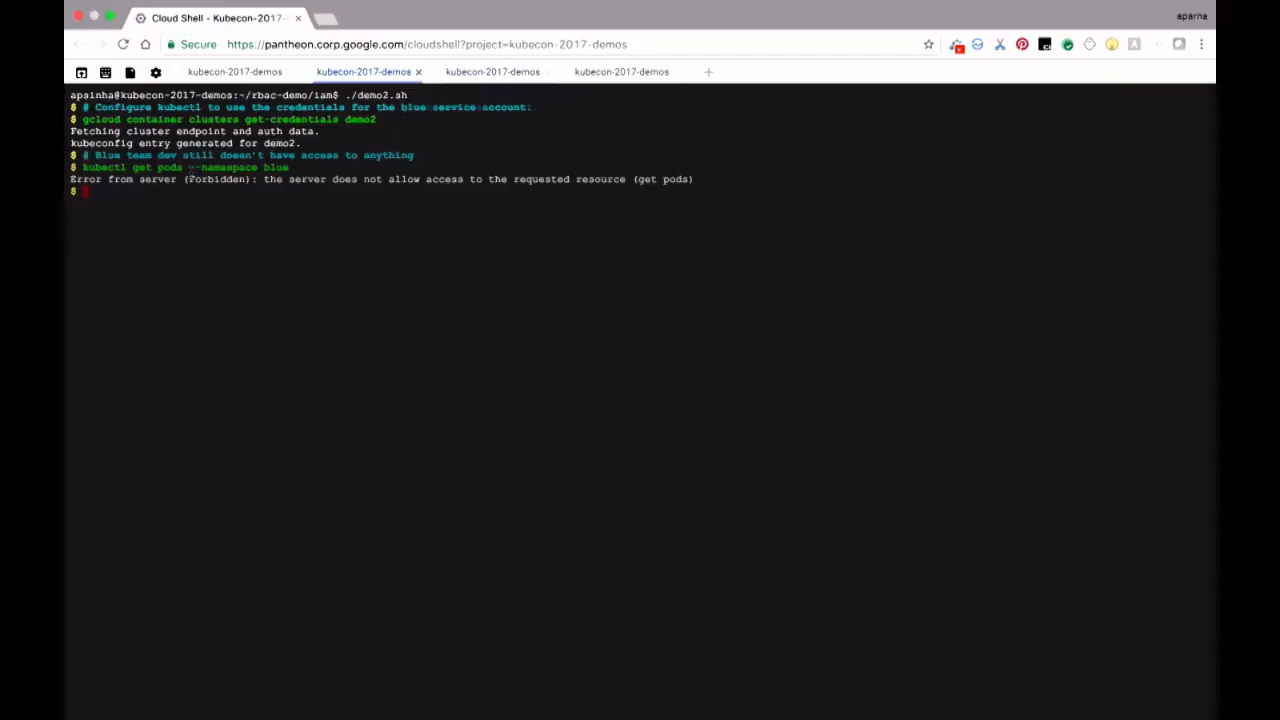 Cloud Shell - Kubecon-2017-
aparna
Secure https://pantheon.corp.google.com/cloudshell?project=kubecon-2017-demos
kubecon-2017-demos kubecon-2017-demos kubecon-2017-demos kubecon-2017-demos
apsinha@kubecon-2017-demos:~/rbac-demo/iam$ ./demo2.sh
$ # Configure kubectl to use the credentials for the blue service account.
$ gcloud container clusters get-credentials demo2
Fetching cluster endpoint and auth data.
kubeconfig entry generated for demo2.
$ # Blue team dev still doesn't have access to anything
$ kubectl get pods --namespace blue
Error from server (Forbidden): the server does not allow access to the requested resource (get pods)
$